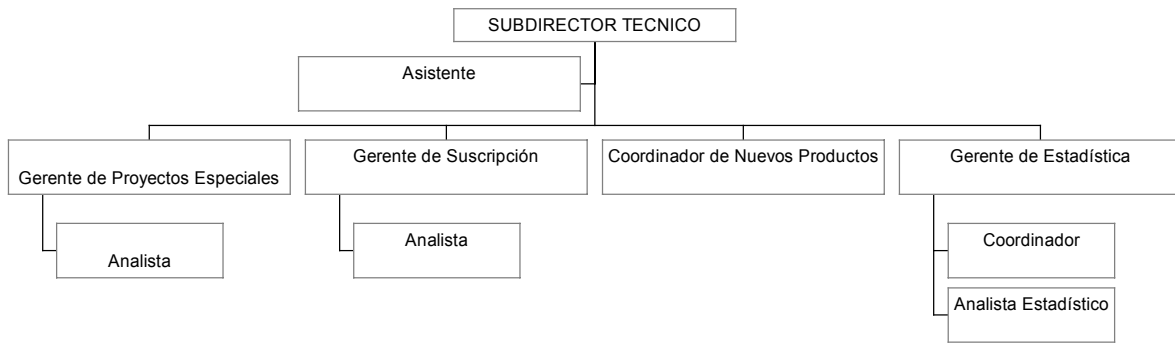 SUBDIRECTOR TECNICO
Asistente
Gerente de Proyectos Especiales
Gerente de Suscripción
Coordinador de Nuevos Productos
Gerente de Estadística
Analista
Analista
Coordinador
Analista Estadístico